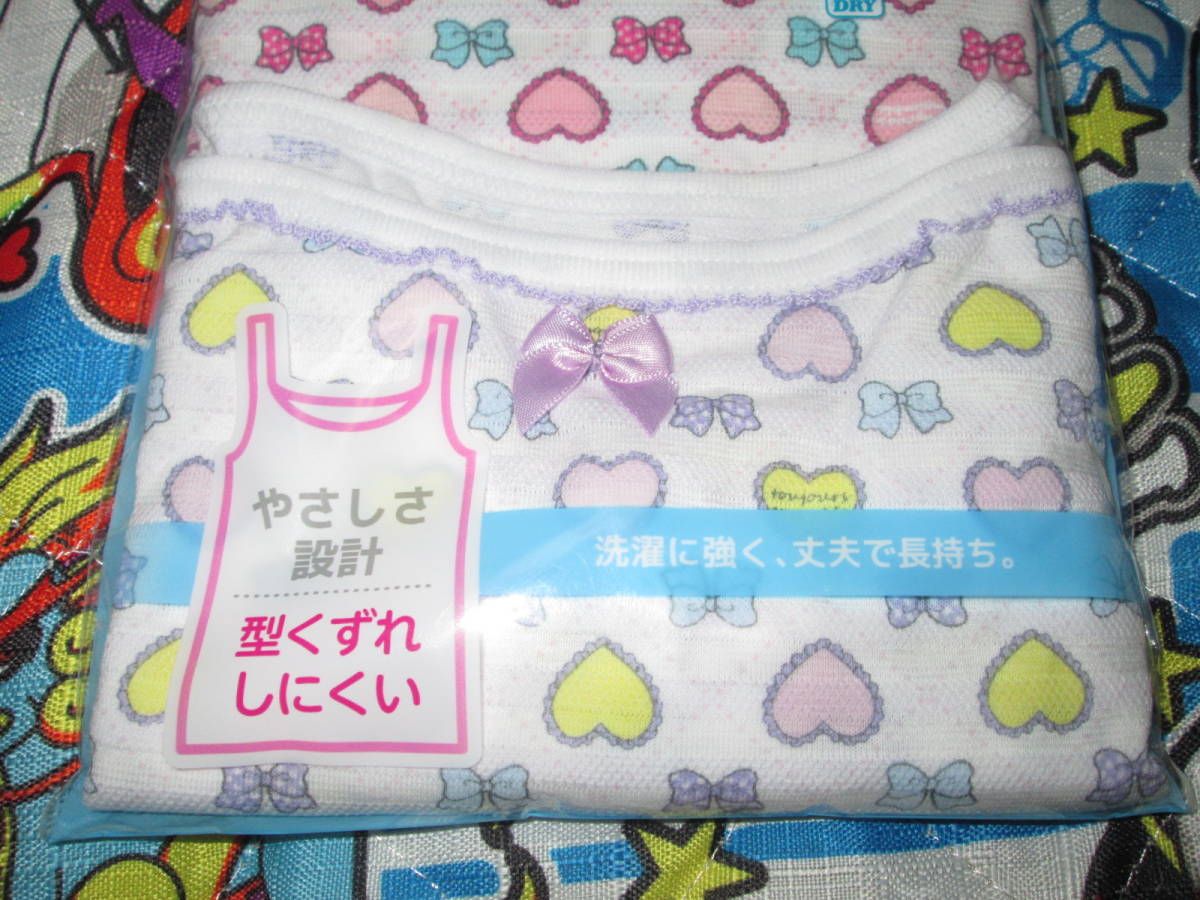 DRY
toujours
やさしさ
設計
型くずれ
しにくい
洗濯に強く、丈夫で長持ち。